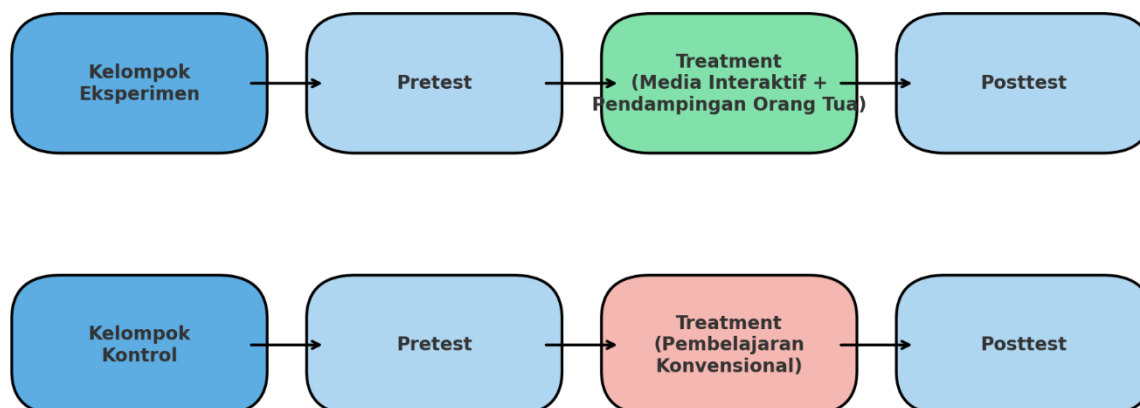 Kelompok
Eksperimen
Pretest
Treatment
(Media Interaktif +
Pendampingan Orang Tua)
Posttest
Kelompok
Kontrol
Pretest
Treatment
(Pembelajaran
Konvensional)
Posttest